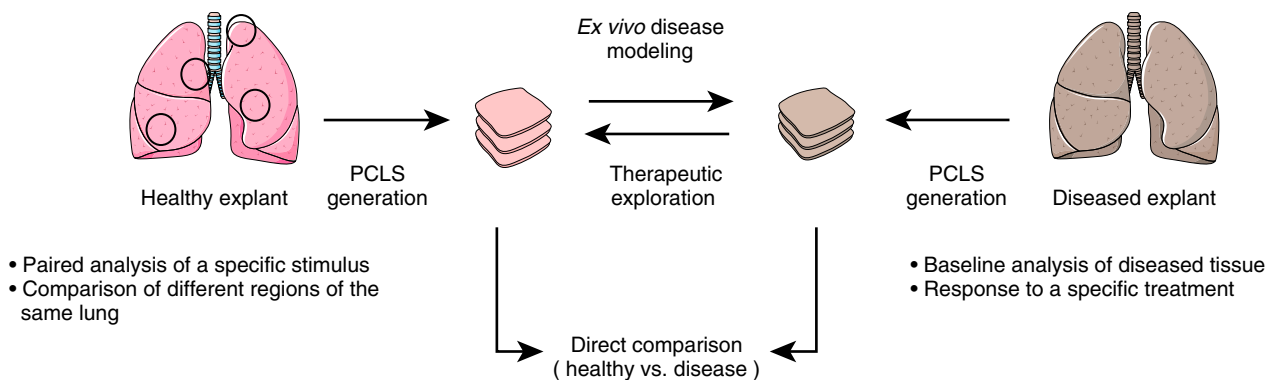 Ex vivo disease
modeling
PCLS
generation
Therapeutic
exploration
PCLS
generation
Healthy explant
Diseased explant
• Paired analysis of a specific stimulus
• Comparison of different regions of the
same lung
• Baseline analysis of diseased tissue
• Response to a specific treatment
Direct comparison
( healthy vs. disease )